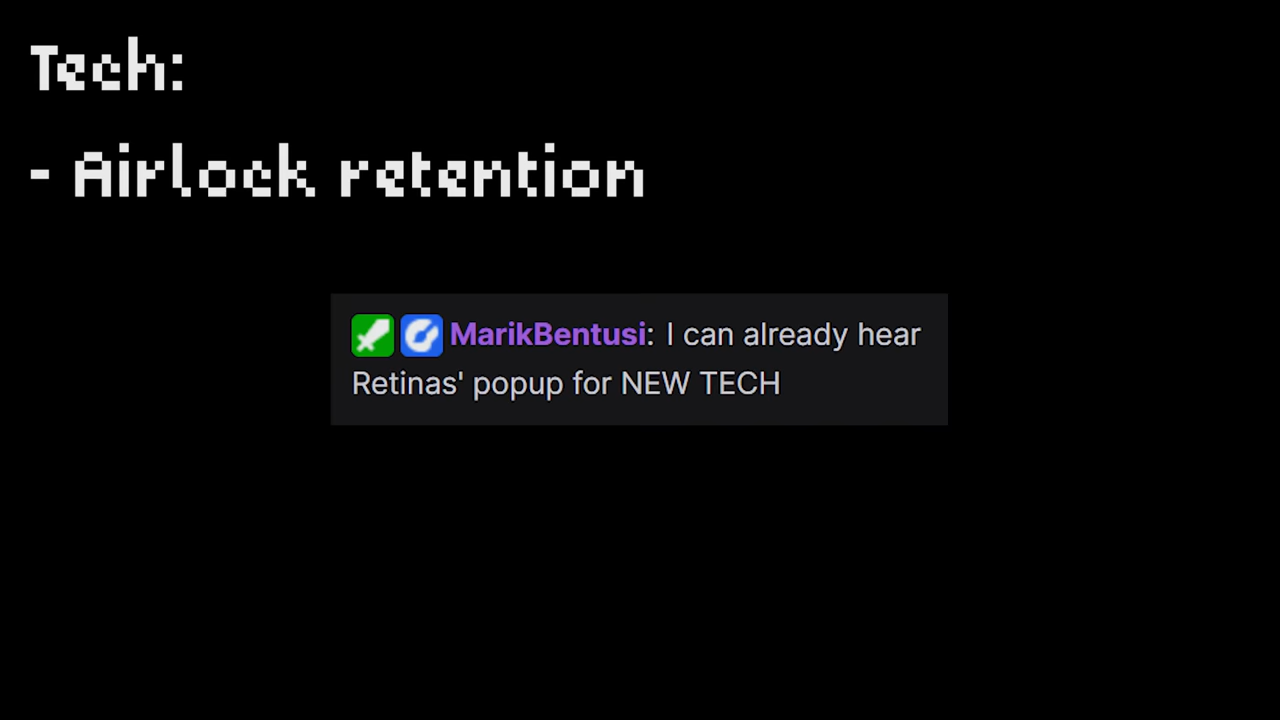 Tech:
- Airlock retention
MarikBentusi: I can already hear
Retinas' popup for NEW TECH